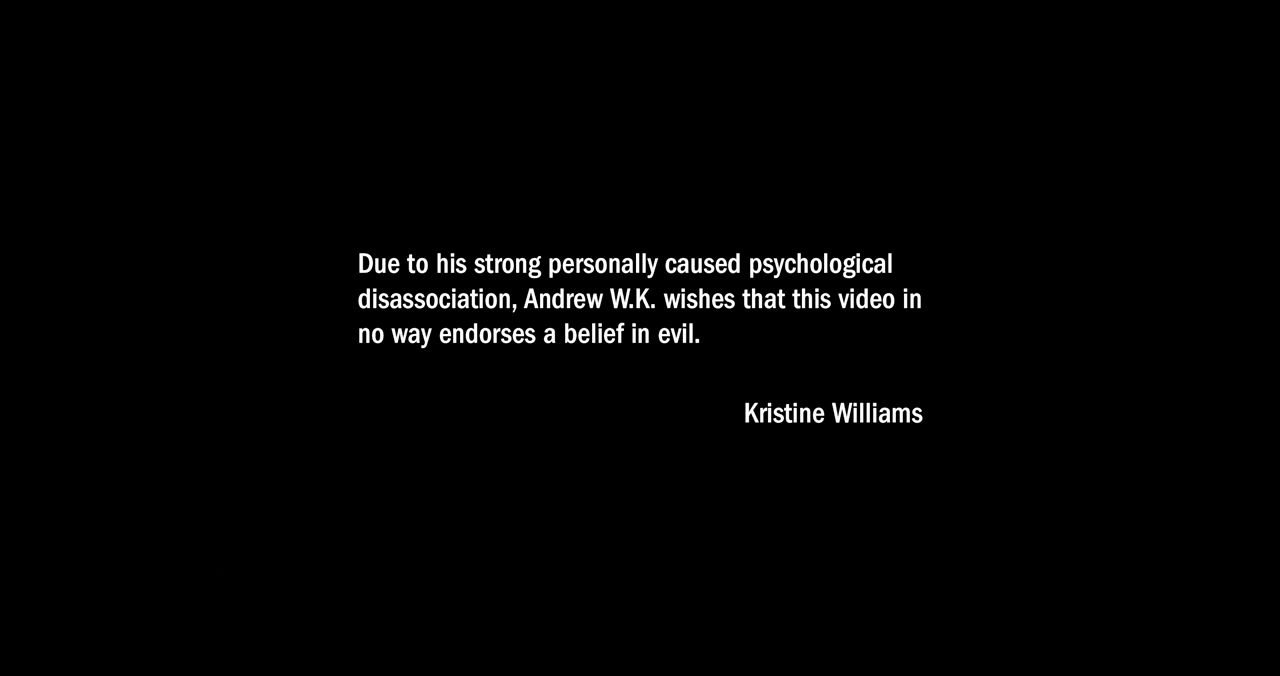 Due to his strong personally caused psychological
disassociation, Andrew W.K. wishes that this video in
no way endorses a belief in evil.
Kristine Williams